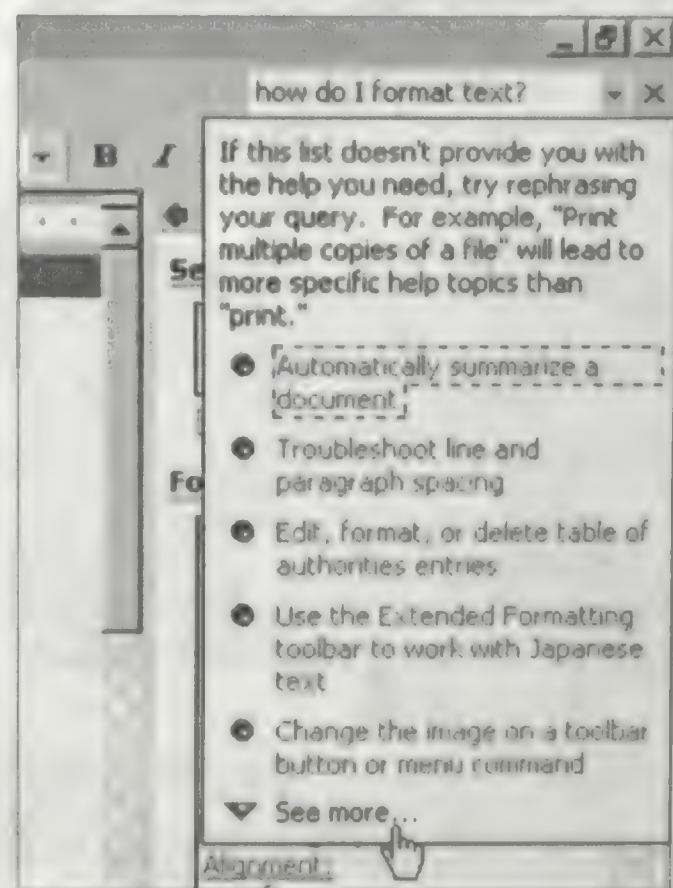 how do I format text?
B I
If this list doesn't provide you with
the help you need, try rephrasing
your query. For example, "Print
multiple copies of a file" will lead to
more specific help topics than
"print."
Se
Automatically summarize a
document
Troubleshoot line and
paragraph spacing
Fo
Edit, format, or delete table of
authorities entries
Use the Extended Formatting
toolbar to work with Japanese
text
Change the image on a toolbar
button or menu command
See more...
Alignment: